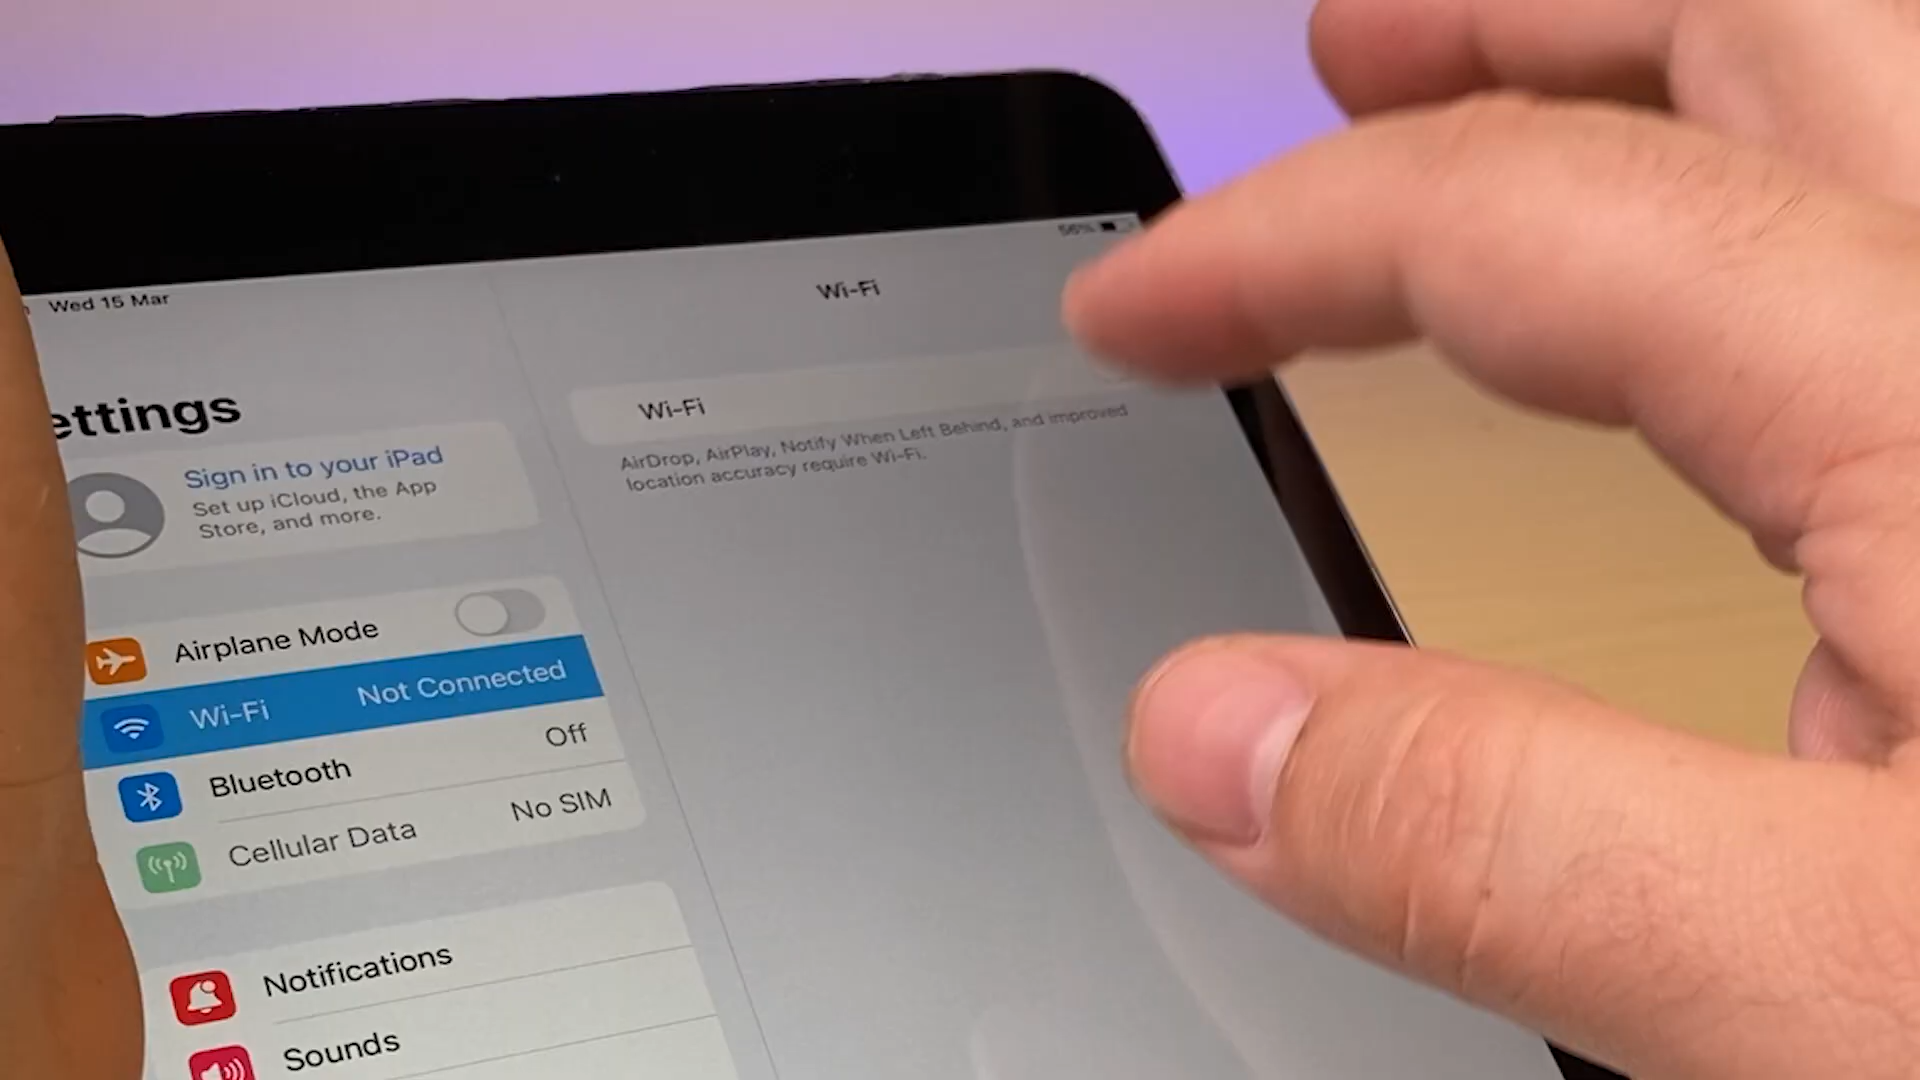 Wed 15 Mar
56%
Wi-Fi
ettings
Sign in to your iPad
Set up iCloud, the App
Store, and more.
Airplane Mode
Wi-Fi Not Connected
Bluetooth Off
Cellular Data No SIM
Notifications
Sounds
Wi-Fi
AirDrop, AirPlay, Notify When Left Behind, and improved
location accuracy require Wi-Fi.